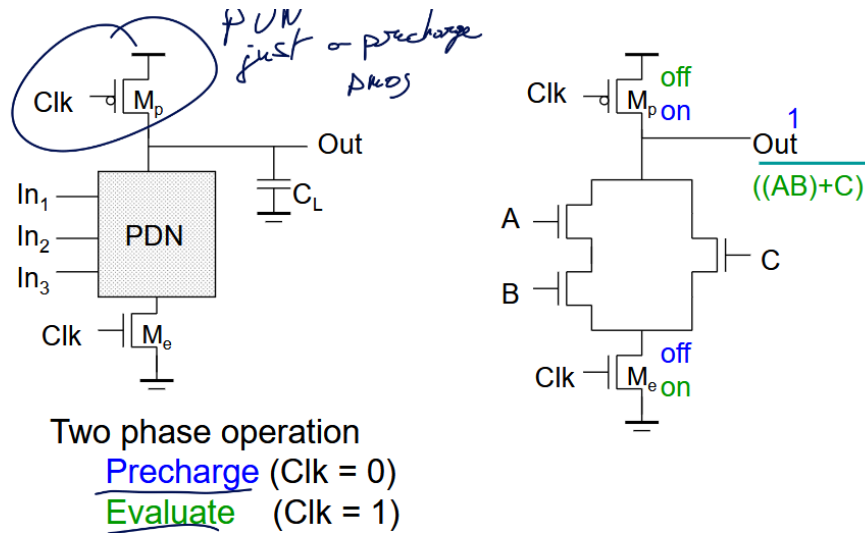 PUN
just a precharge
pmos
Clk
Mp
Out
CL
In1
In2
In3
PDN
Clk
Me
Clk
Mp
off
on
1
Out
((AB)+C)
A
B
C
Clk
Me
off
on
Two phase operation
Precharge (Clk = 0)
Evaluate (Clk = 1)